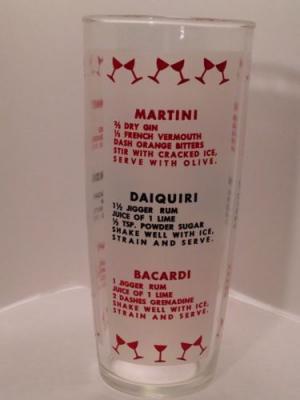 MARTINI
⅔ DRY GIN
⅓ FRENCH VERMOUTH
DASH ORANGE BITTERS
STIR WITH CRACKED ICE,
SERVE WITH OLIVE.
DAIQUIRI
1½ JIGGER RUM
JUICE OF 1 LIME
½ TSP. POWDER SUGAR
SHAKE WELL WITH ICE,
STRAIN AND SERVE.
BACARDI
1 JIGGER RUM
JUICE OF 1 LIME
2 DASHES GRENADINE
SHAKE WELL WITH ICE,
STRAIN AND SERVE.